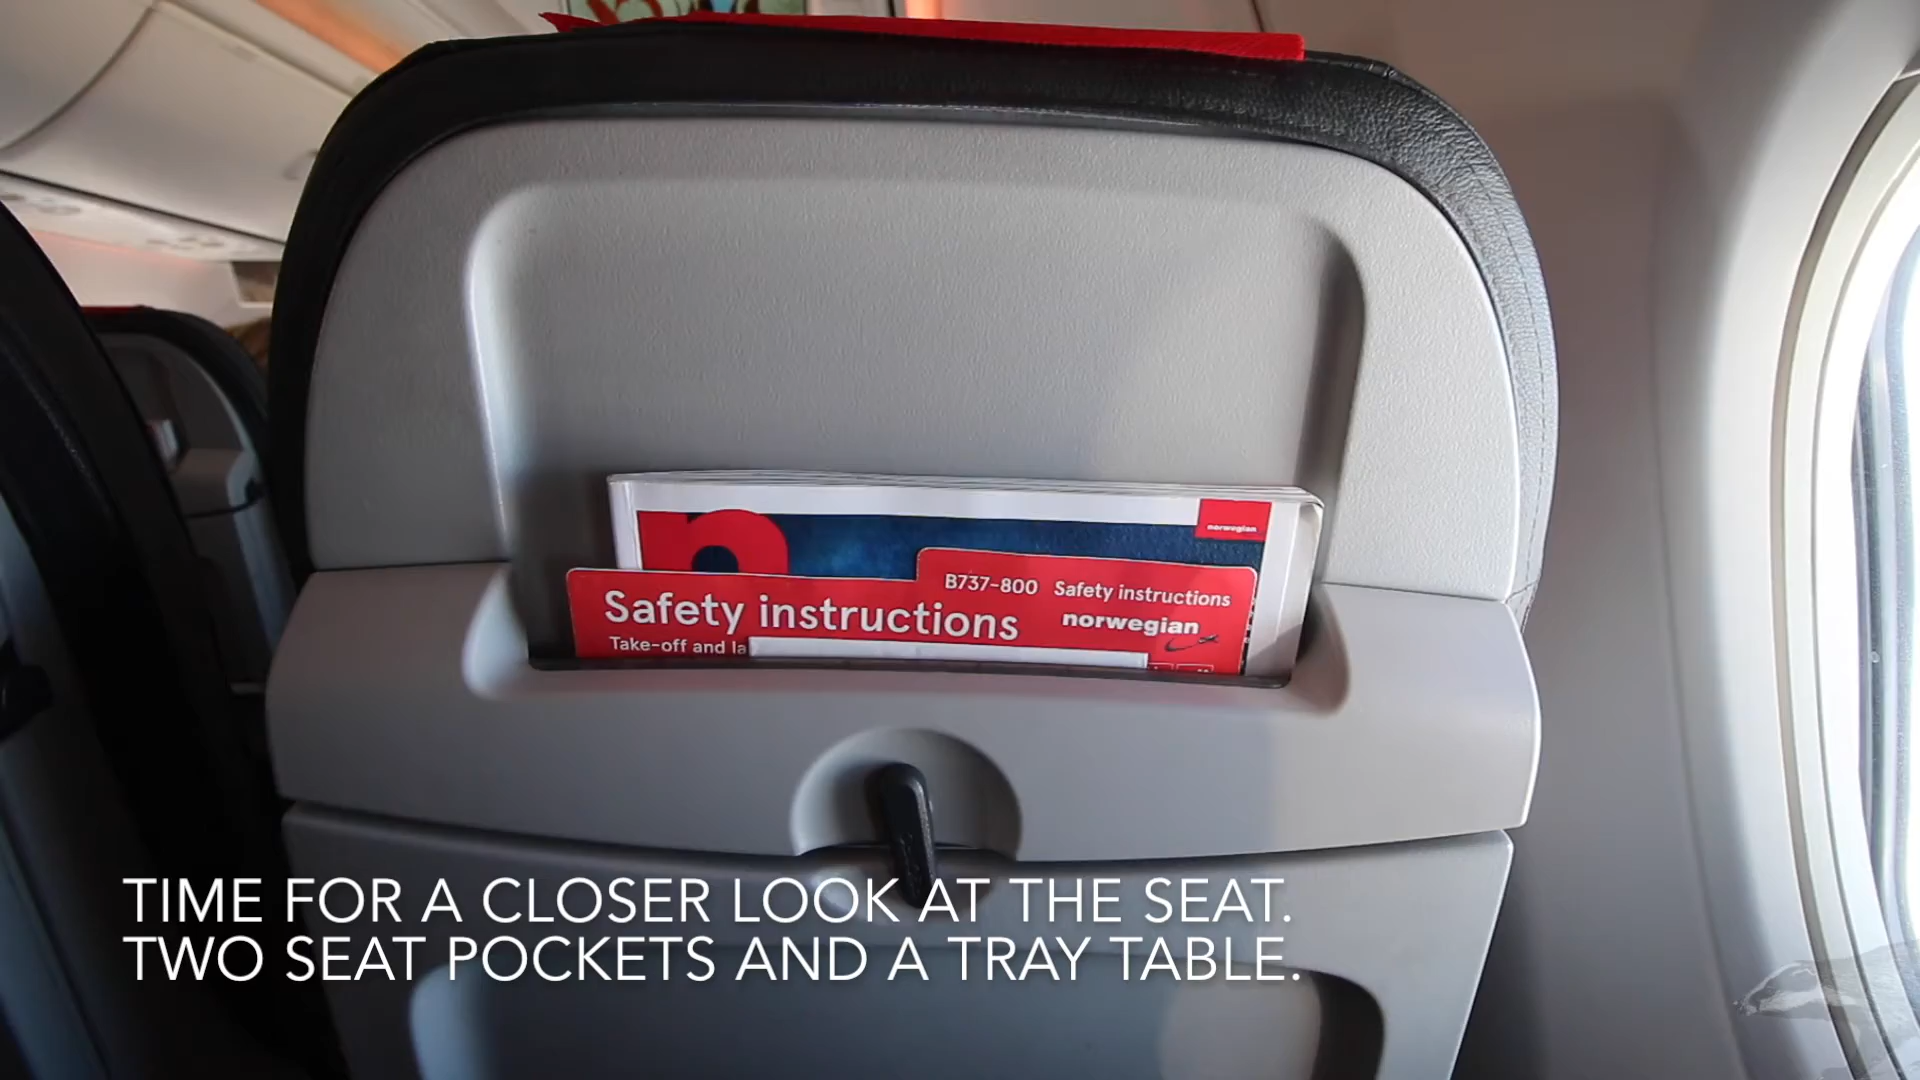 n
norwegian
B737-800 Safety instructions
Safety instructions
norwegian
Take-off and la
TIME FOR A CLOSER LOOK AT THE SEAT.
TWO SEAT POCKETS AND A TRAY TABLE.